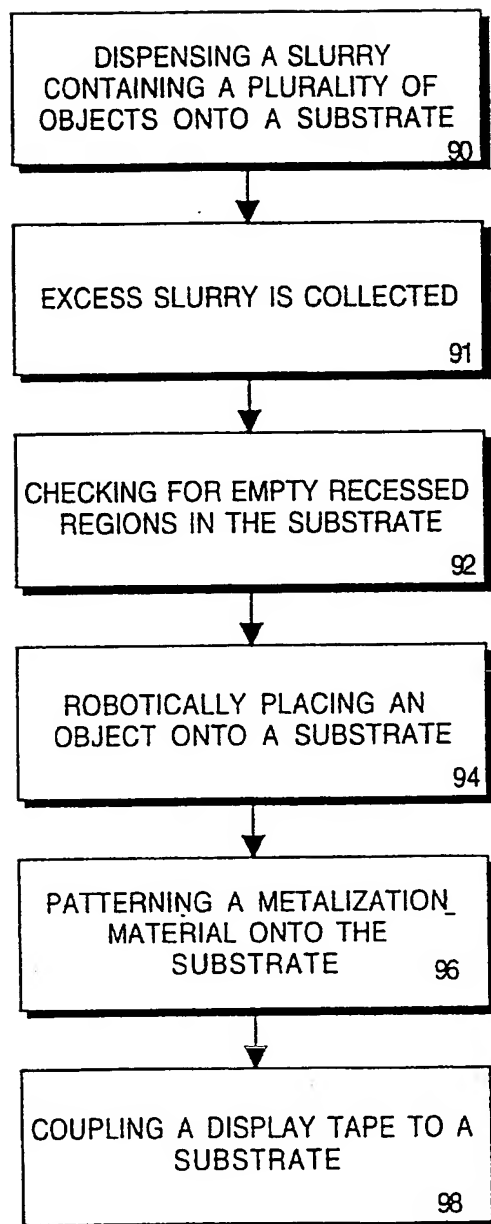 DISPENSING A SLURRY
CONTAINING A PLURALITY OF
OBJECTS ONTO A SUBSTRATE
90
EXCESS SLURRY IS COLLECTED
91
CHECKING FOR EMPTY RECESSED
REGIONS IN THE SUBSTRATE
92
ROBOTICALLY PLACING AN
OBJECT ONTO A SUBSTRATE
94
PATTERNING A METALIZATION
MATERIAL ONTO THE
SUBSTRATE 96
COUPLING A DISPLAY TAPE TO A
SUBSTRATE
98